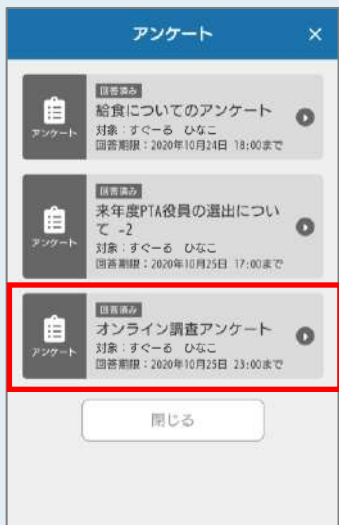 アンケート ×
回答済み
給食についてのアンケート
アンケート
対象：すぐーる ひなこ
回答期限：2020年10月24日 18:00まで
回答済み
来年度PTA役員の選出につい
て -2
アンケート
対象：すぐーる ひなこ
回答期限：2020年10月25日 17:00まで
回答済み
オンライン調査アンケート
アンケート
対象：すぐーる ひなこ
回答期限：2020年10月25日 23:00まで
閉じる